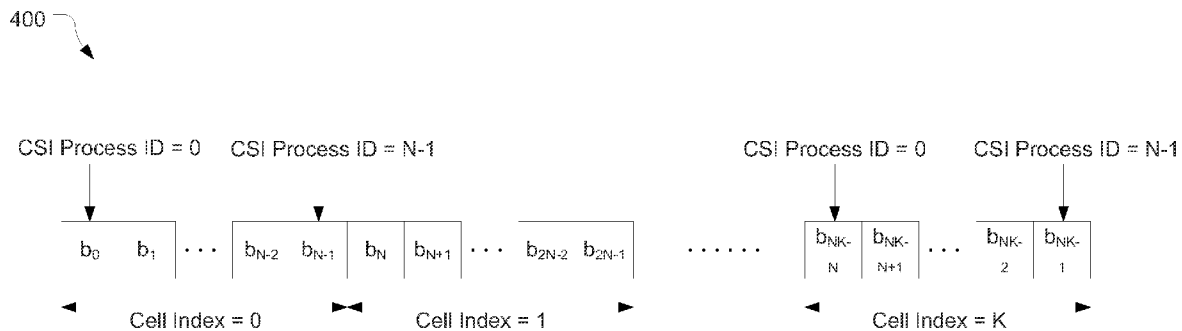 400
CSI Process ID = 0 CSI Process ID = N-1 CSI Process ID = 0 CSI Process ID = N-1
b0 b1 ... bN-2 bN-1 bN bN+1 ... b2N-2 b2N-1 ...... bNK-N bNK-N+1 ... bNK-2 bNK-1
Cell Index = 0 Cell Index = 1 Cell Index = K